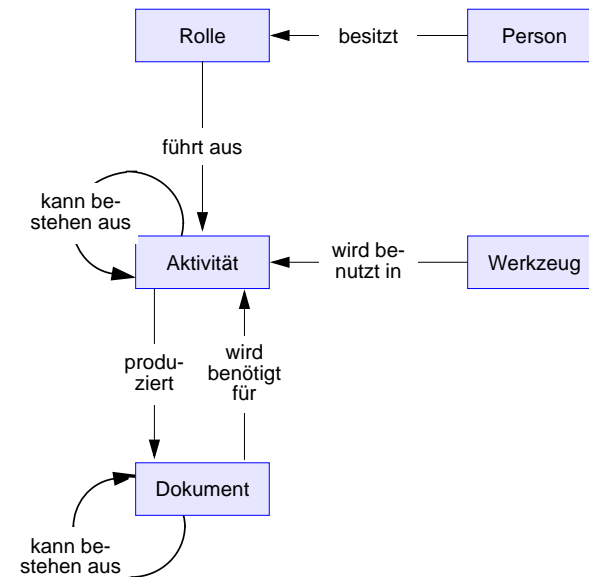 Rolle
besitzt
Person
führt aus
kann be-
stehen aus
Aktivität
wird be-
nutzt in
Werkzeug
produ-
ziert
wird
benötigt
für
Dokument
kann be-
stehen aus